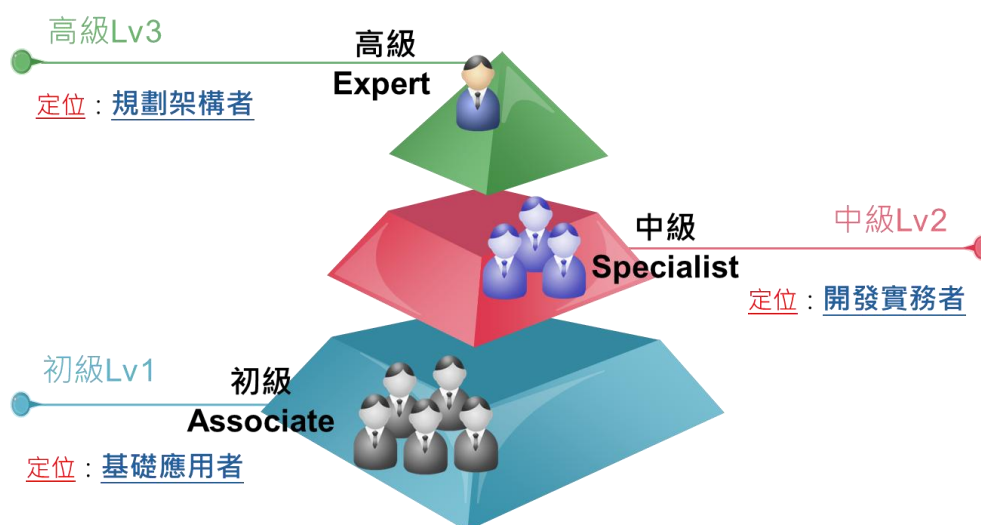 高級Lv3
高級
Expert
定位：規劃架構者
中級Lv2
中級
Specialist
定位：開發實務者
初級Lv1
初級
Associate
定位：基礎應用者